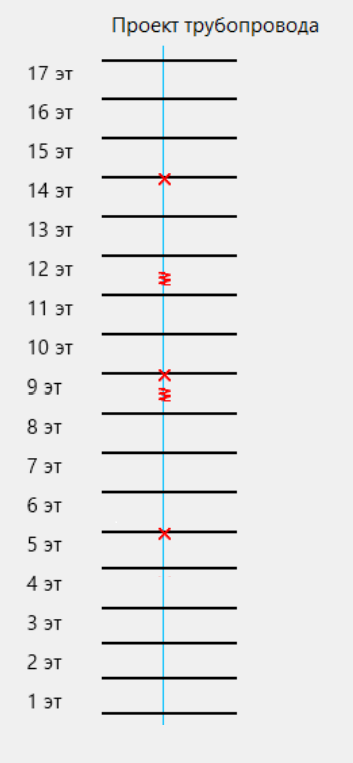 Проект трубопровода
17 эт
16 эт
15 эт
14 эт
13 эт
12 эт
11 эт
10 эт
9 эт
8 эт
7 эт
6 эт
5 эт
4 эт
3 эт
2 эт
1 эт